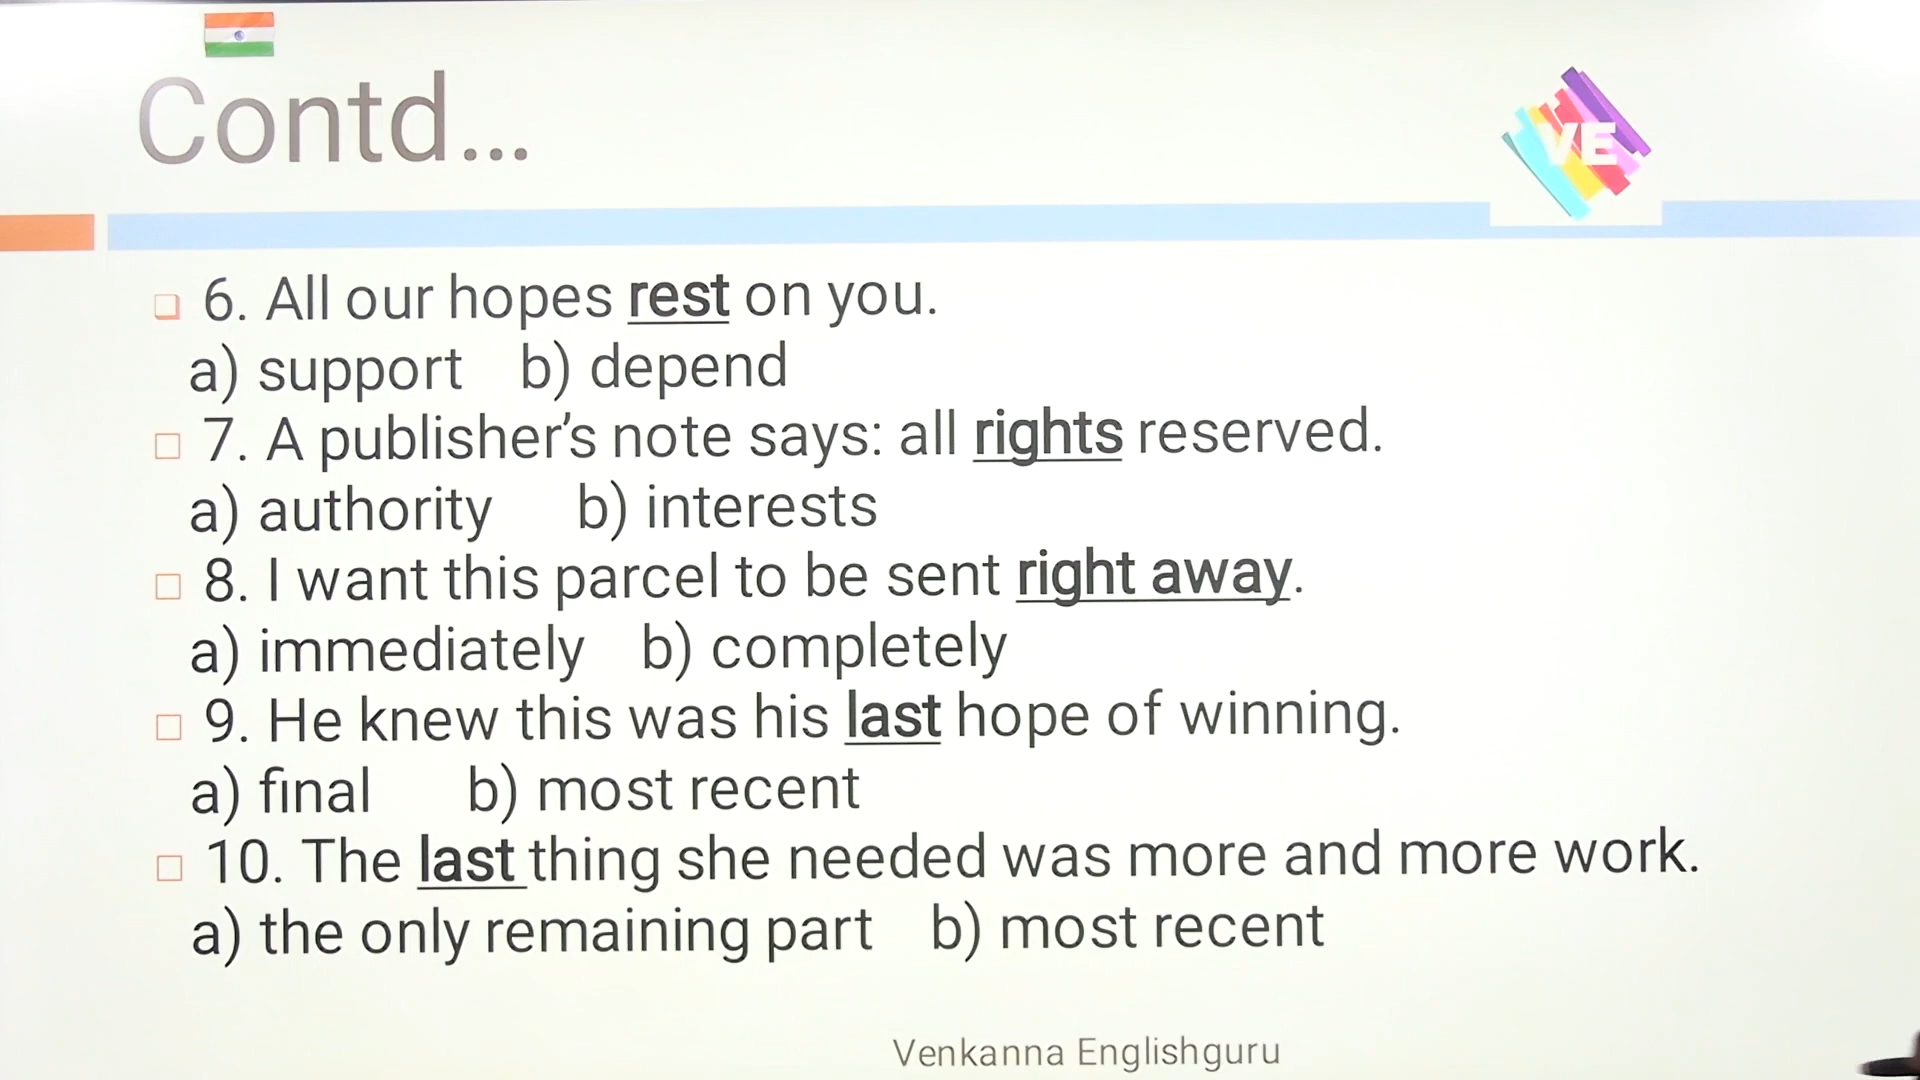 Contd...
VE
6. All our hopes rest on you.
a) support b) depend
7. A publisher's note says: all rights reserved.
a) authority b) interests
8. I want this parcel to be sent right away.
a) immediately b) completely
9. He knew this was his last hope of winning.
a) final b) most recent
10. The last thing she needed was more and more work.
a) the only remaining part b) most recent
Venkanna Englishguru